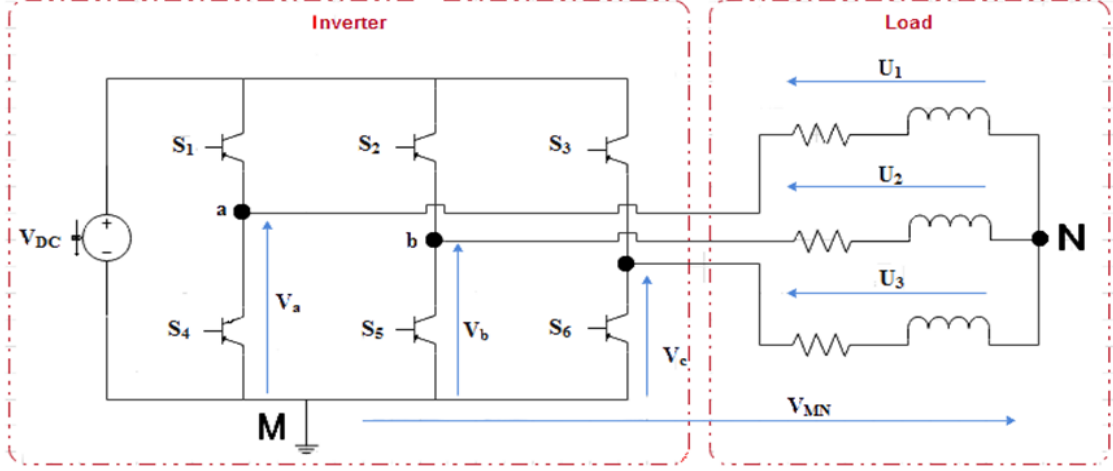 Inverter
Load
U1
S1
S2
S3
U2
a
VDC
+
−
b
N
U3
Va
S4
S5
Vb
S6
Vc
VMN
M